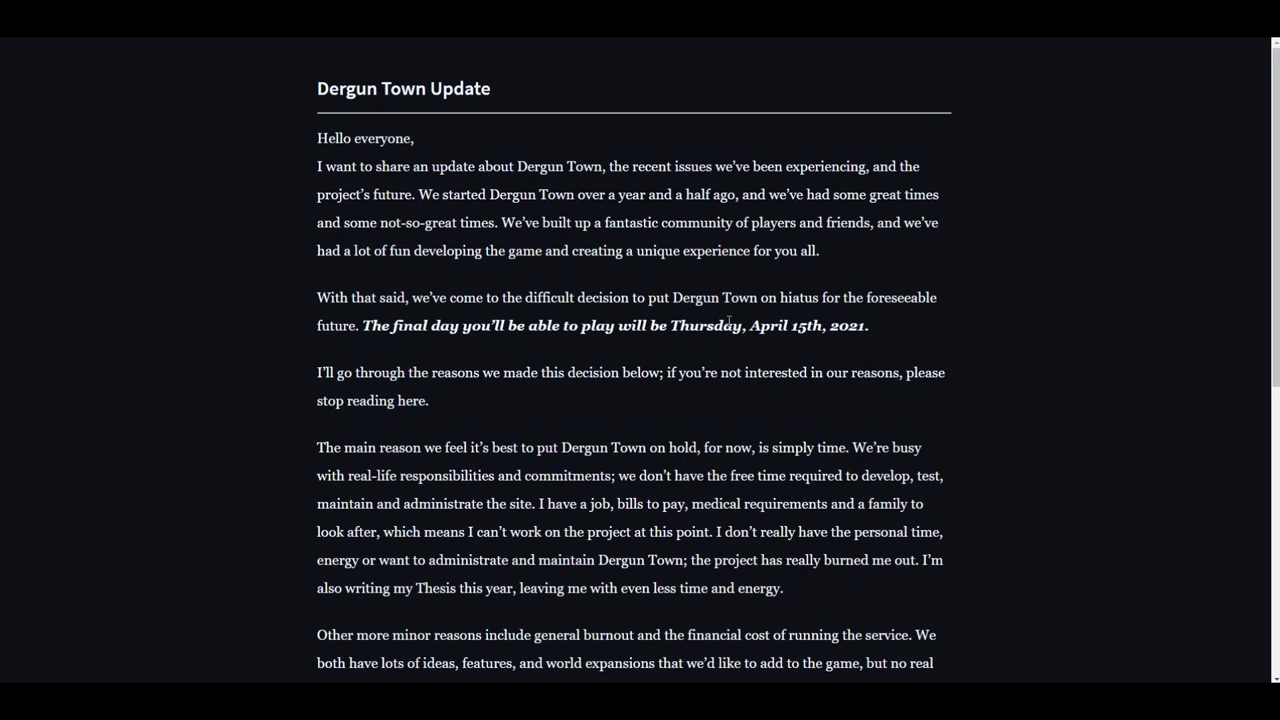 Dergun Town Update
Hello everyone,
I want to share an update about Dergun Town, the recent issues we’ve been experiencing, and the
project’s future. We started Dergun Town over a year and a half ago, and we’ve had some great times
and some not-so-great times. We’ve built up a fantastic community of players and friends, and we’ve
had a lot of fun developing the game and creating a unique experience for you all.
With that said, we’ve come to the difficult decision to put Dergun Town on hiatus for the foreseeable
future. The final day you’ll be able to play will be Thursday, April 15th, 2021.
I’ll go through the reasons we made this decision below; if you’re not interested in our reasons, please
stop reading here.
The main reason we feel it’s best to put Dergun Town on hold, for now, is simply time. We’re busy
with real-life responsibilities and commitments; we don’t have the free time required to develop, test,
maintain and administrate the site. I have a job, bills to pay, medical requirements and a family to
look after, which means I can’t work on the project at this point. I don’t really have the personal time,
energy or want to administrate and maintain Dergun Town; the project has really burned me out. I’m
also writing my Thesis this year, leaving me with even less time and energy.
Other more minor reasons include general burnout and the financial cost of running the service. We
both have lots of ideas, features, and world expansions that we’d like to add to the game, but no real